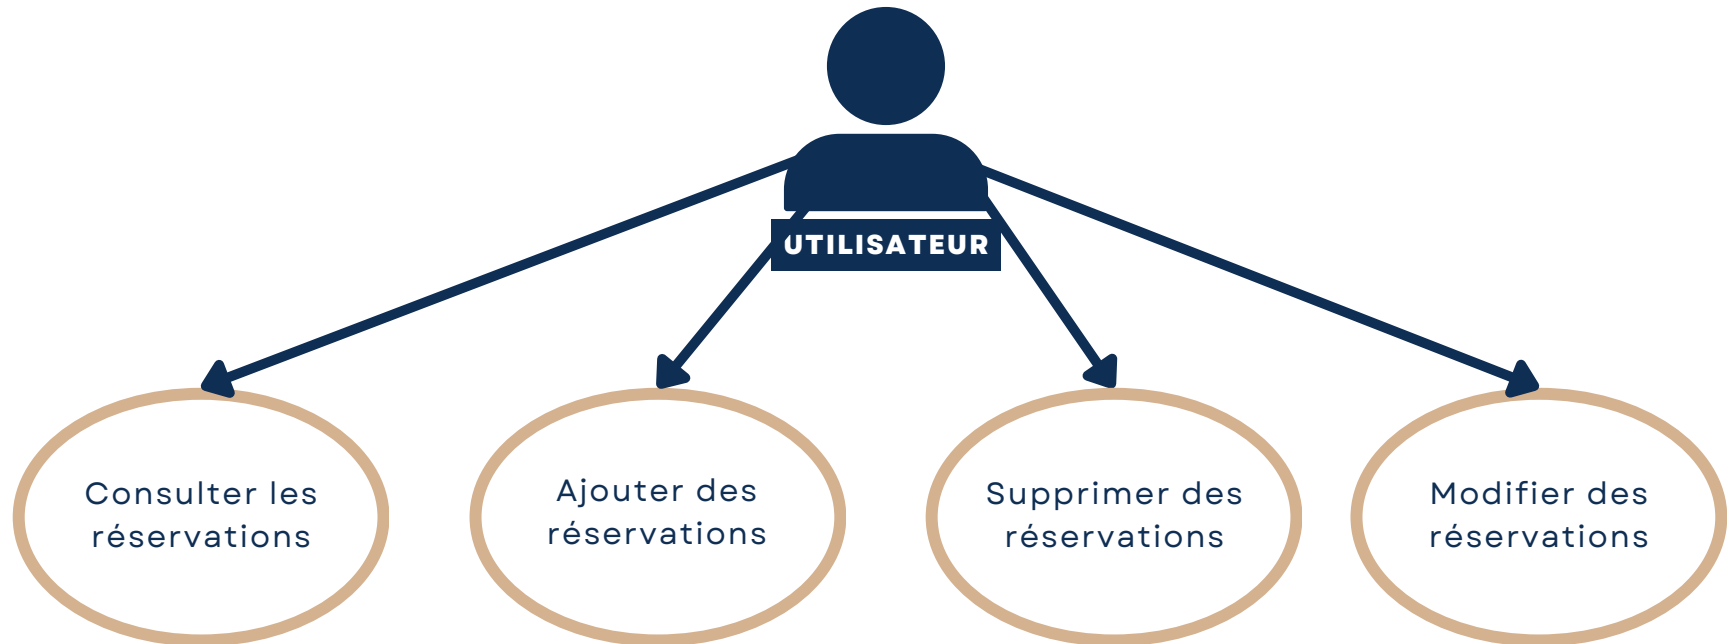 UTILISATEUR
Consulter les
réservations
Ajouter des
réservations
Supprimer des
réservations
Modifier des
réservations